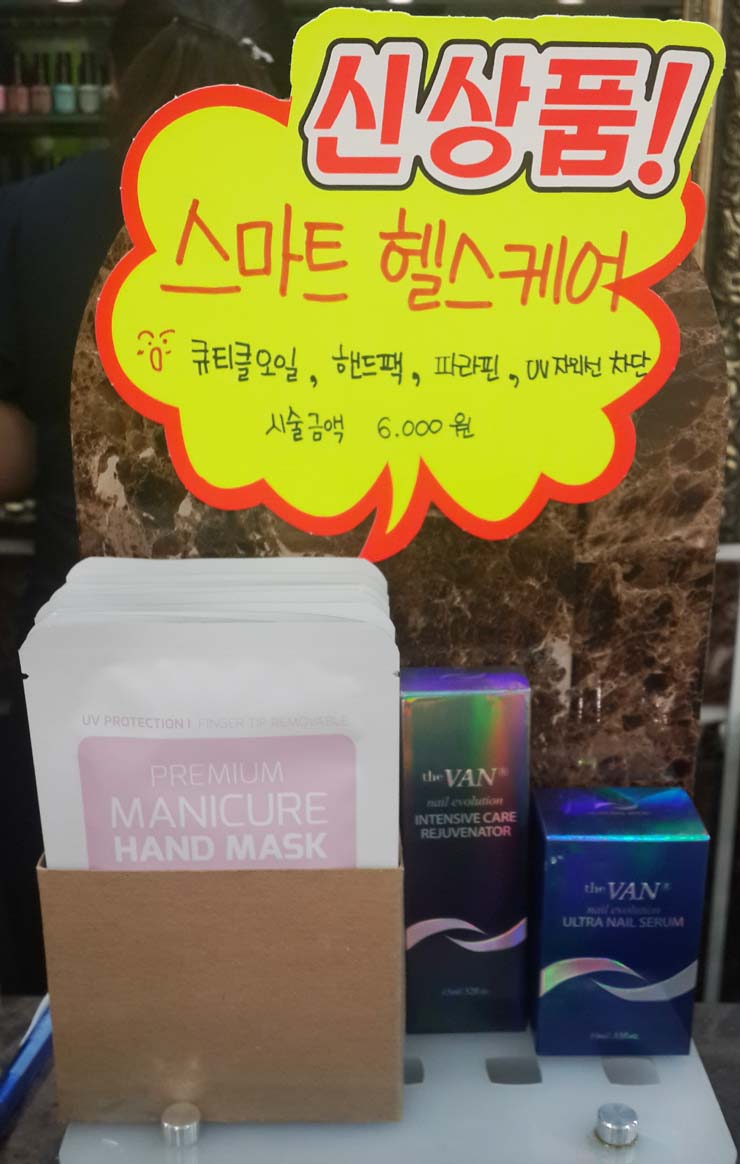 신상품!
스마트 헬스케어
큐티클오일, 핸드팩, 파라핀, UV 자외선 차단
시술금액 6.000원
UV PROTECTION I FINGER TIP REMOVABLE
PREMIUM
MANICURE
HAND MASK
the VAN®
nail evolution
INTENSIVE CARE
REJUVENATOR
the VAN®
nail evolution
ULTRA NAIL SERUM